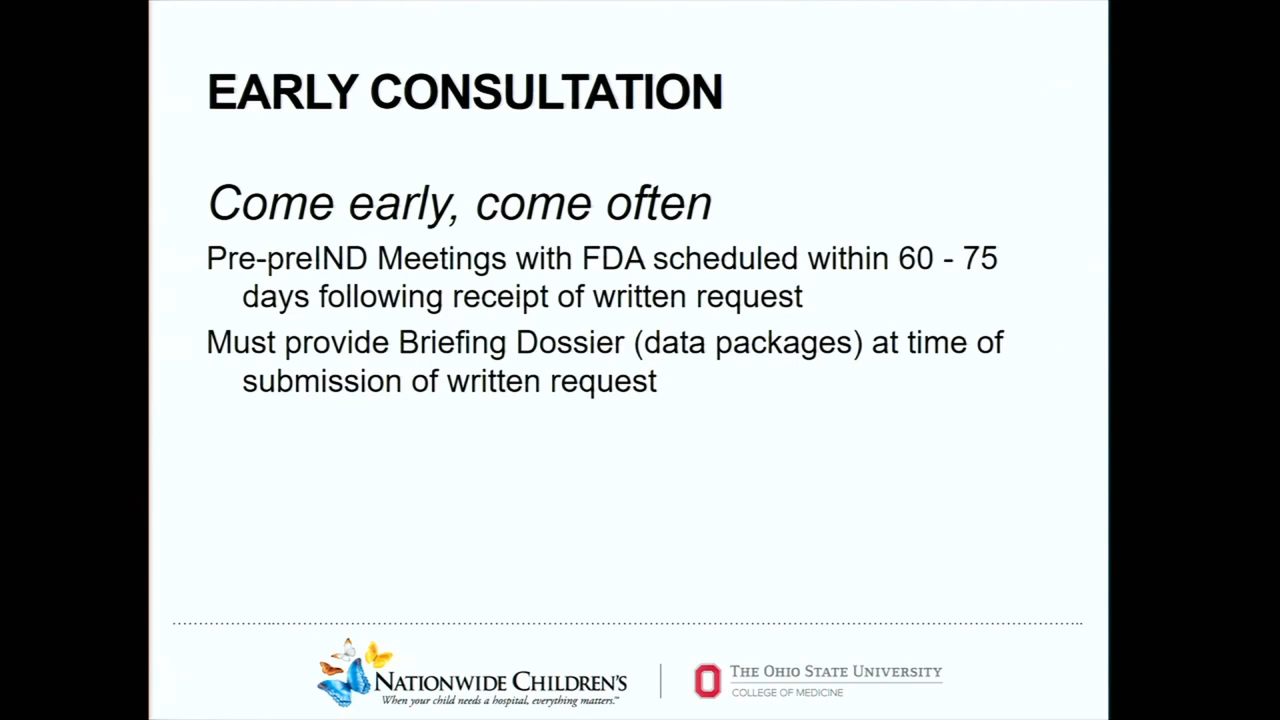 EARLY CONSULTATION
Come early, come often
Pre-preIND Meetings with FDA scheduled within 60 - 75
days following receipt of written request
Must provide Briefing Dossier (data packages) at time of
submission of written request
NATIONWIDE CHILDREN'S
When your child needs a hospital, everything matters.℠
THE OHIO STATE UNIVERSITY
COLLEGE OF MEDICINE